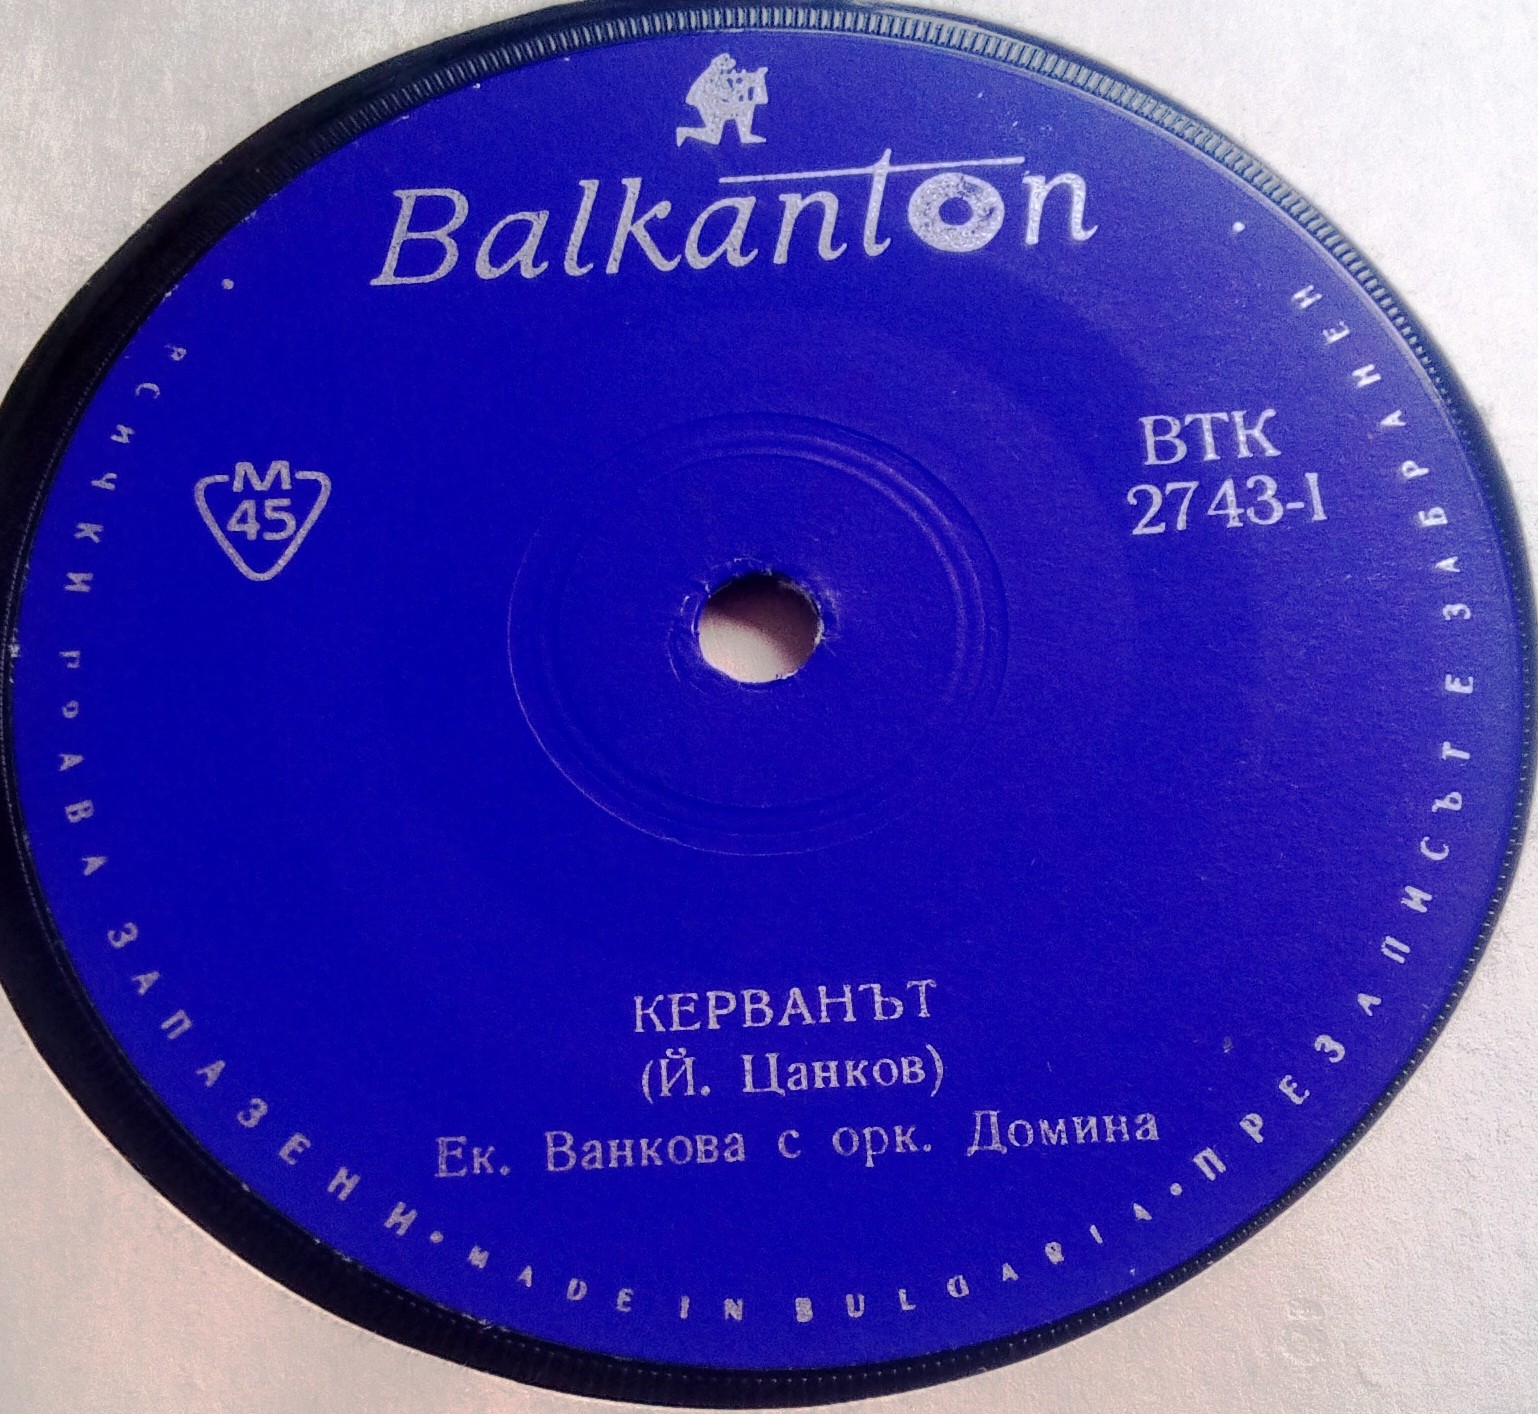 Balkanton
M
45
ВТК
2743-I
КЕРВАНЪТ
(Й. Цанков)
Ек. Ванкова с орк. Домина
ВСИЧКИ ПРАВА ЗАПАЗЕНИ • MADE IN BULGARIA • ПРЕЗАПИСЪТ Е ЗАБРАНЕН